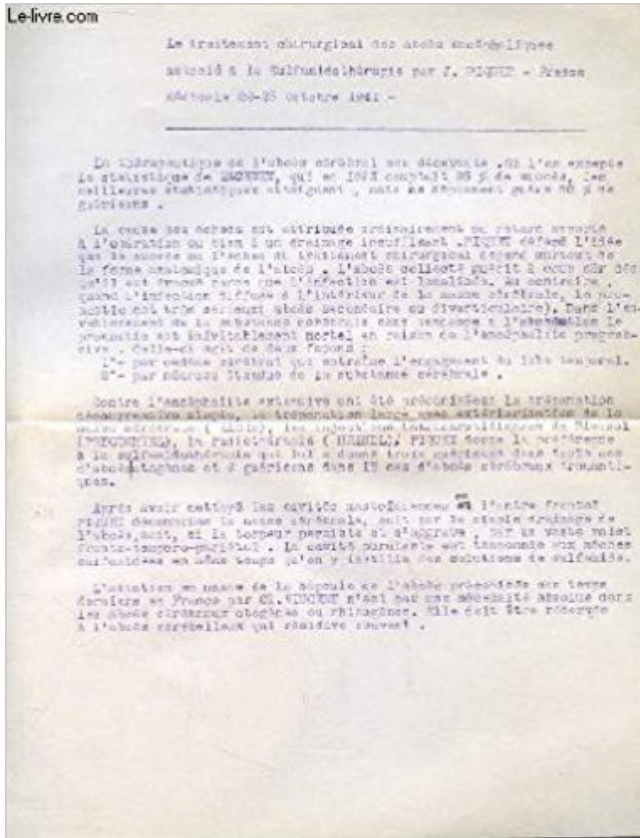 Le-livre.com
Le traitement chirurgical des abcès encéphaliques
associé à la Sulfamidothérapie par J. PIQUET - Presse
Médicale 22-25 Octobre 1941 -
La thérapeutique de l'abcès cérébral est décevante .Si l'on excepte
la statistique de qui en comptait 95 % de succès, les
meilleures statistiques atteignent , mais ne dépassent guère 50 % de
guérisons .
La cause des échecs est attribuée ordinairement au retard apporté
à l'opération ou bien à un drainage insuffisant .PIQUET défend l'idée
que le succès ou l'échec du traitement chirurgical dépend surtout de
la forme anatomique de l'abcès . L'abcès collecté guérit à coup sûr dès
qu'il est évacué parce que l'infection est localisée. Au contraire ,
quand l'infection diffuse à l'intérieur de la masse cérébrale, le pro-
nostic est très sérieux( abcès secondaire ou diverticulaire). Dans l'en-
vahissement de la substance cérébrale sans tendance à l' le
pronostic est inévitablement mortel en raison de l'encéphalite progres-
sive . Celle-ci agit de deux façons :
1°- par oedème cérébral qui entraîne l'engagement du lobe temporal.
2°- par nécrose étendue de la substance cérébrale .
Contre l'encéphalite extensive ont été préconisées la trépanation
décompressive simple, la trépanation large avec extériorisation de la
masse cérébrale ( ), les injections de
, la radiothérapie ( ). PIQUET donne la préférence
à la sulfamidothérapie qui lui a donné trois guérisons dans trois cas
d'abcès otogènes et guérisons dans 15 cas d'abcès cérébraux traumati-
ques.
Après avoir nettoyé les cavités mastoïdiennes et l'antre frontal
PIQUET décomprime la masse cérébrale, soit par le simple drainage de
l'abcès,soit, si la torpeur persiste et s'aggrave , par un vaste volet
fronto-temporo-pariétal . La cavité purulente est tamponnée aux mèches
sulfamidées en même temps qu'on y instille des solutions de sulfamide.
L'ablation en masse de la capsule de l'abcès préconisée ces temps
derniers en France par CL.VINCENT n'est pas une nécessité absolue dans
les abcès cérébraux otogènes ou rhinogènes. Elle doit être réservée
à l'abcès cérébelleux qui récidive souvent .